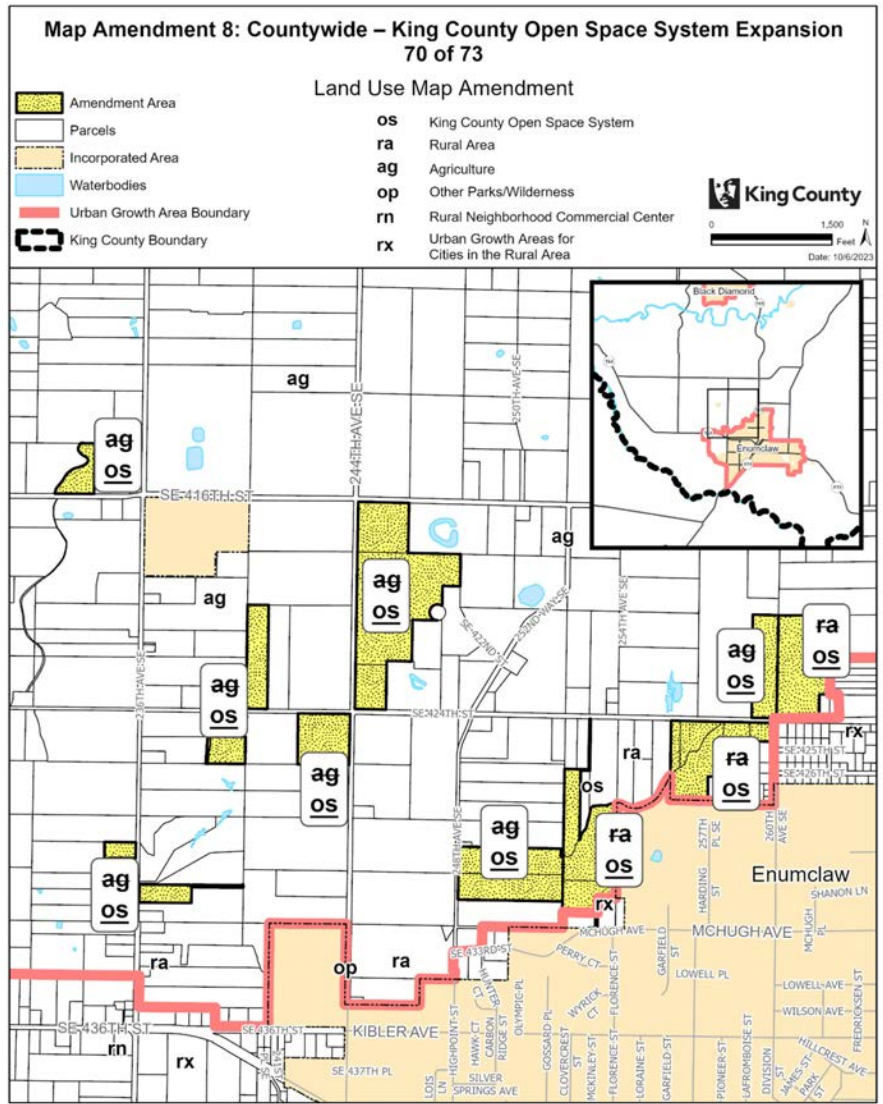 Map Amendment 8: Countywide – King County Open Space System Expansion
70 of 73
Land Use Map Amendment
Amendment Area
Parcels
Incorporated Area
Waterbodies
Urban Growth Area Boundary
King County Boundary
os King County Open Space System
ra Rural Area
ag Agriculture
op Other Parks/Wilderness
rn Rural Neighborhood Commercial Center
rx Urban Growth Areas for
Cities in the Rural Area
King County
0 1,500
Feet
N
Date: 10/6/2023
Black Diamond
Enumclaw
ag
244TH AVE SE
250TH AVE SE
ag
os
SE 416TH ST
ag
ag
os
ag
236TH AVE SE
SE 422ND ST
252ND WAY SE
254TH AVE SE
ag
os
ra
os
ag
os
SE 424TH ST
ag
os
ra
os
ra
os
rx
SE 425TH ST
SE 426TH ST
248TH AVE SE
ag
os
ra
os
257TH
PL SE
260TH
AVE SE
ag
os
HARDING
ST
Enumclaw
SHANON LN
MCHUGH
PL
rx
MCHUGH AVE
MCHUGH AVE
GARFIELD
ST
SE 433RD ST
PERRY CT
LOWELL PL
ra
op
ra
HUNTER
CT
OLYMPIC PL
WYRICK
CT
FLORENCE ST
LOWELL AVE
WILSON AVE
FREDRICKSEN ST
SE 436TH ST
SE 436TH ST
KIBLER AVE
rn
rx
241ST
PL SE
SE 437TH PL
HIGHPOINT ST
HAWK CT
CARBON
RIDGE ST
GOSSARD PL
CLOVERCREST
ST
MCKINLEY ST
FLORENCE ST
LORAINE ST
GARFIELD ST
PIONEER ST
LAFROMBOISE ST
DIVISION
ST
JAMES ST
PARK
ST
HILLCREST AVE
LOIS
LN
SILVER
SPRINGS AVE